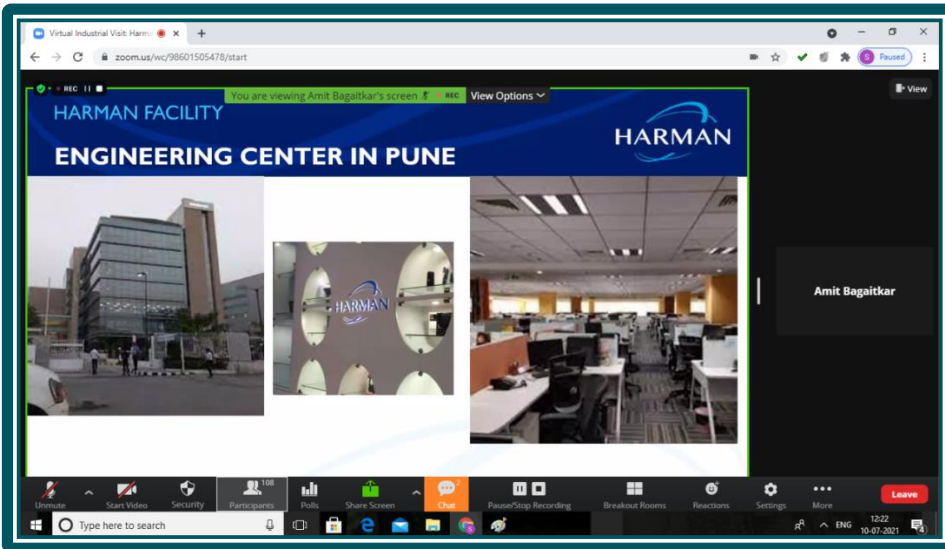 Virtual Industrial Visit: Harm
zoom.us/wc/98601505478/start
S Paused
REC
You are viewing Amit Bagaitkar's screen
REC
View Options
View
HARMAN FACILITY
ENGINEERING CENTER IN PUNE
HARMAN
HARMAN
Amit Bagaitkar
Unmute
Start Video
Security
108
Participants
Polls
Share Screen
2
Chat
Pause/Stop Recording
Breakout Rooms
Reactions
Settings
More
Leave
Type here to search
ENG
12:22
10-07-2021
4